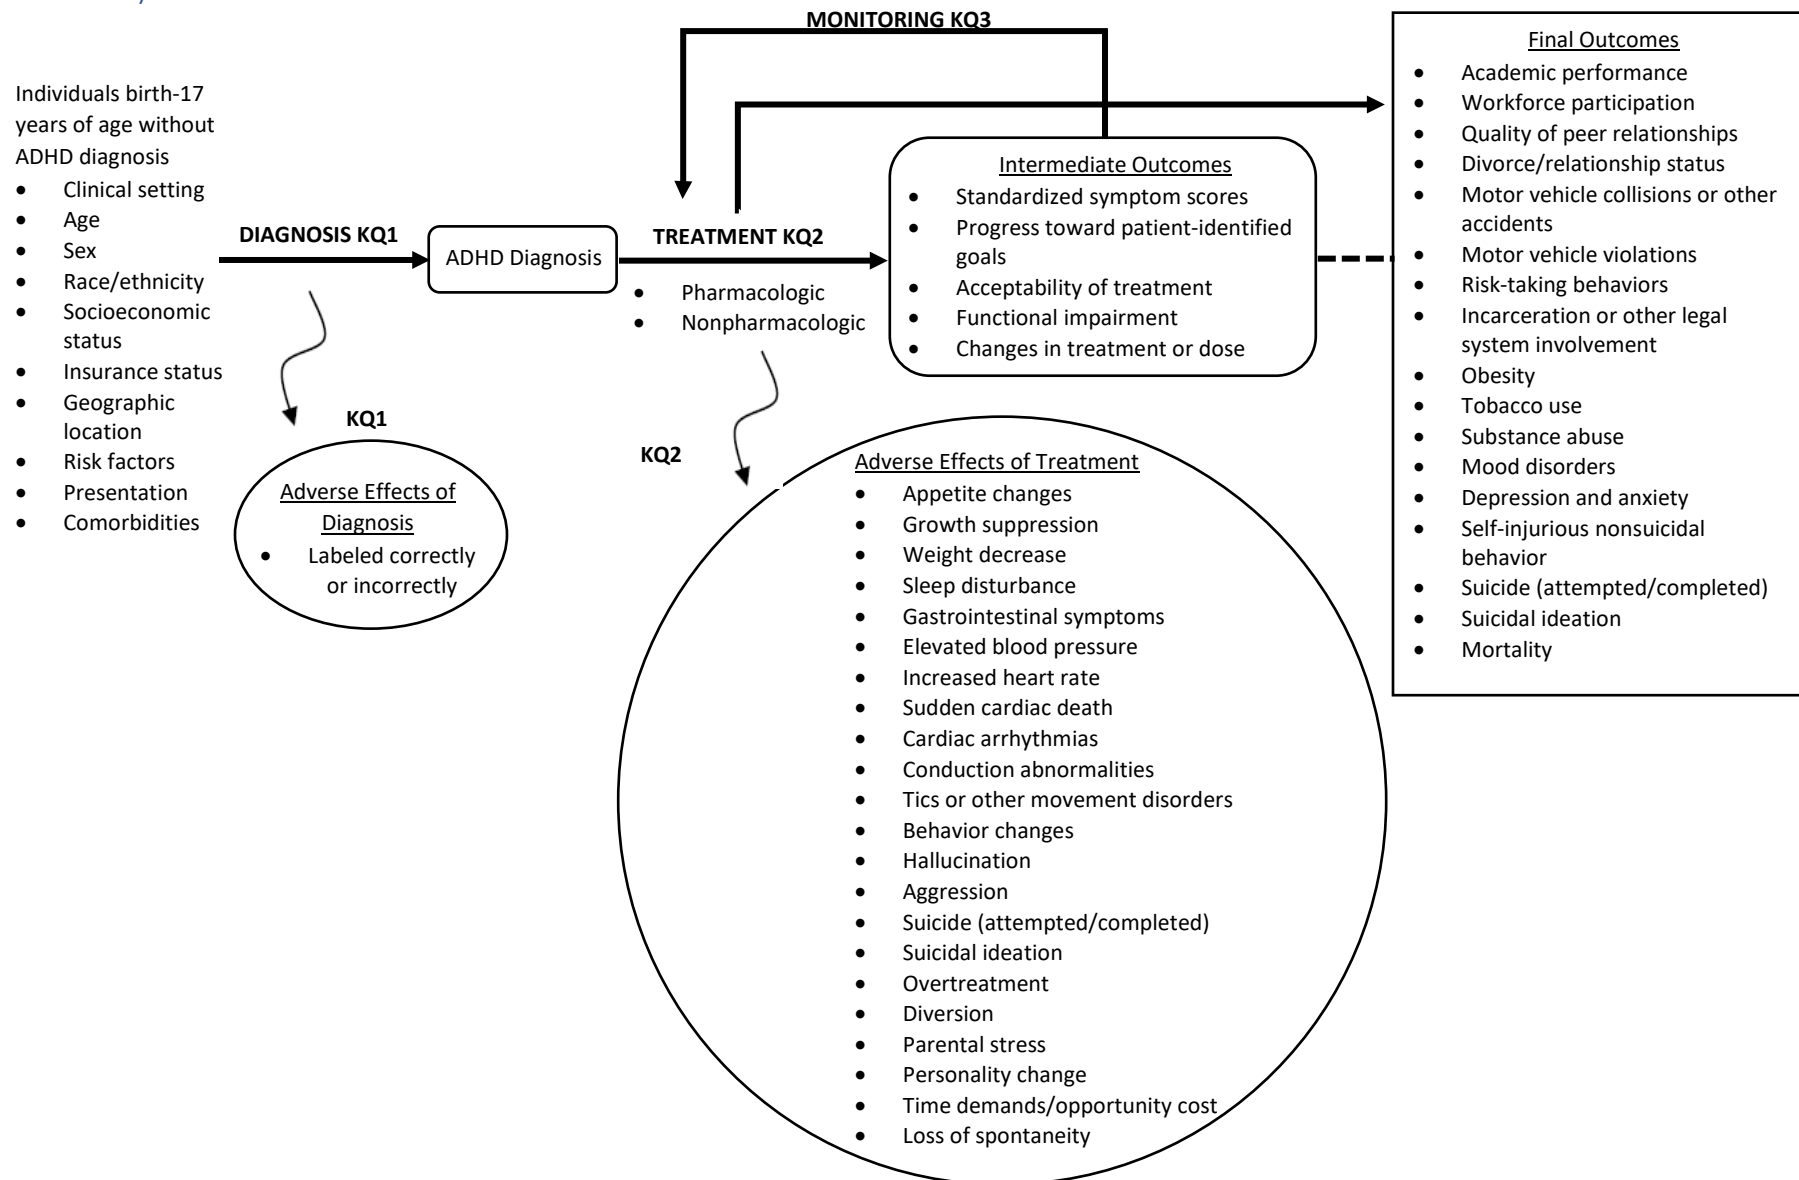 MONITORING KQ3
Individuals birth-17
years of age without
ADHD diagnosis
• Clinical setting
• Age
• Sex
• Race/ethnicity
• Socioeconomic
status
• Insurance status
• Geographic
location
• Risk factors
• Presentation
• Comorbidities
DIAGNOSIS KQ1
ADHD Diagnosis
TREATMENT KQ2
• Pharmacologic
• Nonpharmacologic
Intermediate Outcomes
• Standardized symptom scores
• Progress toward patient-identified
goals
• Acceptability of treatment
• Functional impairment
• Changes in treatment or dose
Final Outcomes
• Academic performance
• Workforce participation
• Quality of peer relationships
• Divorce/relationship status
• Motor vehicle collisions or other
accidents
• Motor vehicle violations
• Risk-taking behaviors
• Incarceration or other legal
system involvement
• Obesity
• Tobacco use
• Substance abuse
• Mood disorders
• Depression and anxiety
• Self-injurious nonsuicidal
behavior
• Suicide (attempted/completed)
• Suicidal ideation
• Mortality
KQ1
Adverse Effects of
Diagnosis
• Labeled correctly
or incorrectly
KQ2
Adverse Effects of Treatment
• Appetite changes
• Growth suppression
• Weight decrease
• Sleep disturbance
• Gastrointestinal symptoms
• Elevated blood pressure
• Increased heart rate
• Sudden cardiac death
• Cardiac arrhythmias
• Conduction abnormalities
• Tics or other movement disorders
• Behavior changes
• Hallucination
• Aggression
• Suicide (attempted/completed)
• Suicidal ideation
• Overtreatment
• Diversion
• Parental stress
• Personality change
• Time demands/opportunity cost
• Loss of spontaneity